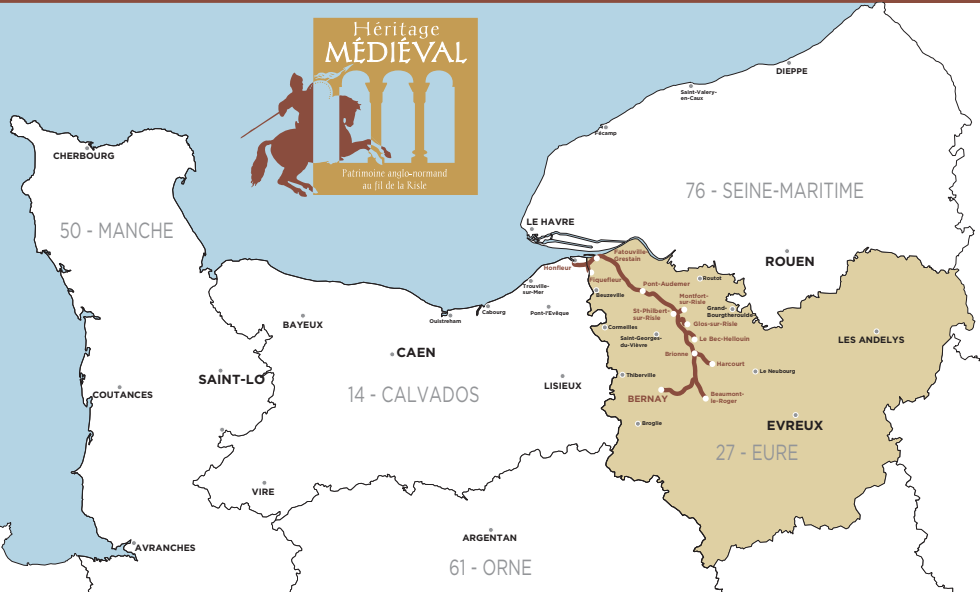 Héritage
MÉDIÉVAL
Patrimoine anglo-normand
au fil de la Risle
DIEPPE
Saint-Valery-
en-Caux
Fécamp
CHERBOURG
76 - SEINE-MARITIME
50 - MANCHE
LE HAVRE
ROUEN
Fatouville-
Grestain
Honfleur
Fiquefleur
Routot
Trouville-
sur-Mer
Beuzeville
Pont-Audemer
Montfort-
sur-Risle
Cabourg
Pont-l'Evêque
St-Philbert-
sur-Risle
Grand-
Bourgtheroulde
Ouistreham
BAYEUX
Cormeilles
Glos-sur-Risle
Saint-Georges-
du-Vièvre
Le Bec-Hellouin
LES ANDELYS
CAEN
Brionne
Harcourt
SAINT-LO
Thiberville
Le Neubourg
LISIEUX
COUTANCES
14 - CALVADOS
BERNAY
Beaumont-
le-Roger
Broglie
EVREUX
27 - EURE
VIRE
ARGENTAN
AVRANCHES
61 - ORNE